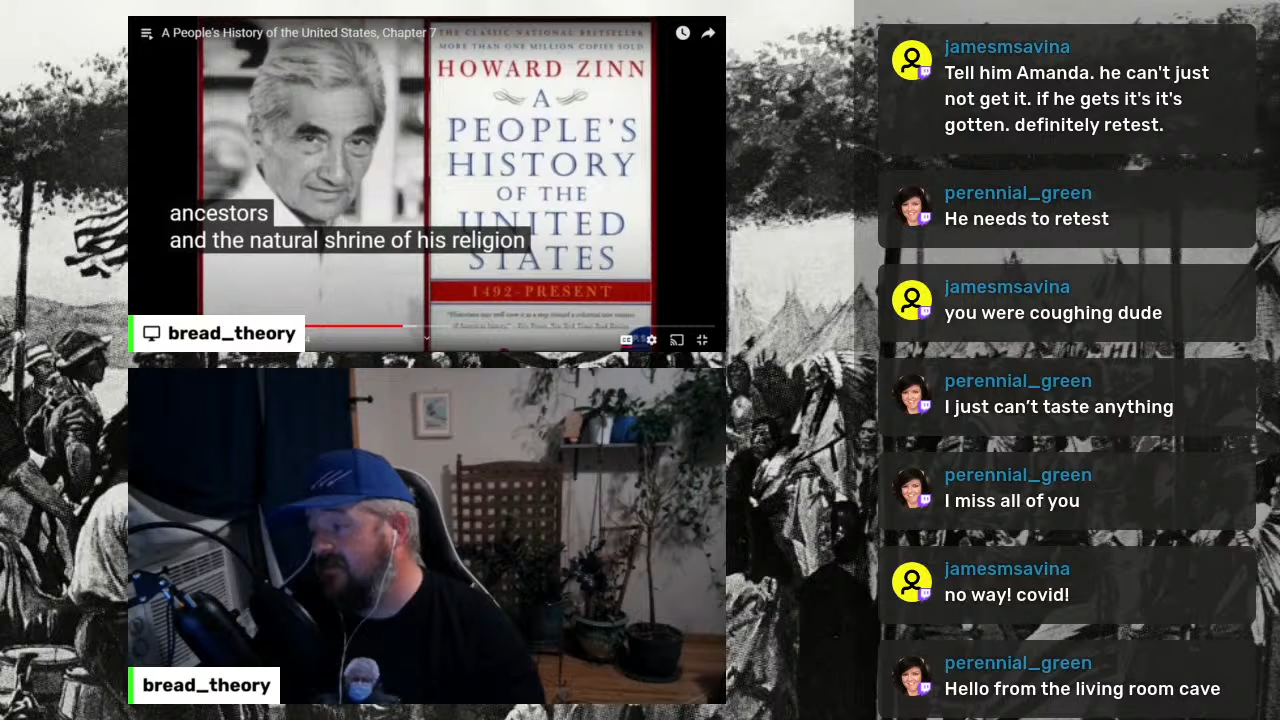 A People's History of the United States, Chapter 7
THE CLASSIC NATIONAL BESTSELLER
MORE THAN ONE MILLION COPIES SOLD
HOWARD ZINN
A
PEOPLE'S
HISTORY
OF THE
UNITED
STATES
1492-PRESENT
ancestors
and the natural shrine of his religion
bread_theory
bread_theory
jamesmsavina
Tell him Amanda. he can't just
not get it. if he gets it's it's
gotten. definitely retest.
perennial_green
He needs to retest
jamesmsavina
you were coughing dude
perennial_green
I just can’t taste anything
perennial_green
I miss all of you
jamesmsavina
no way! covid!
perennial_green
Hello from the living room cave